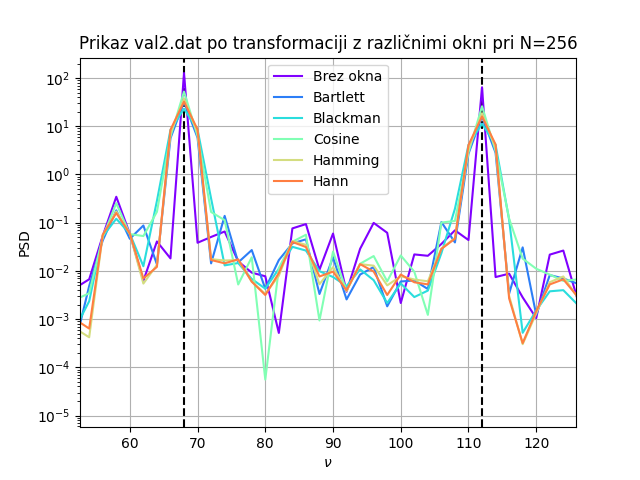 Prikaz val2.dat po transformaciji z različnimi okni pri N=256
PSD
10²
10¹
10⁰
10⁻¹
10⁻²
10⁻³
10⁻⁴
10⁻⁵
Brez okna
Bartlett
Blackman
Cosine
Hamming
Hann
60 70 80 90 100 110 120
ν